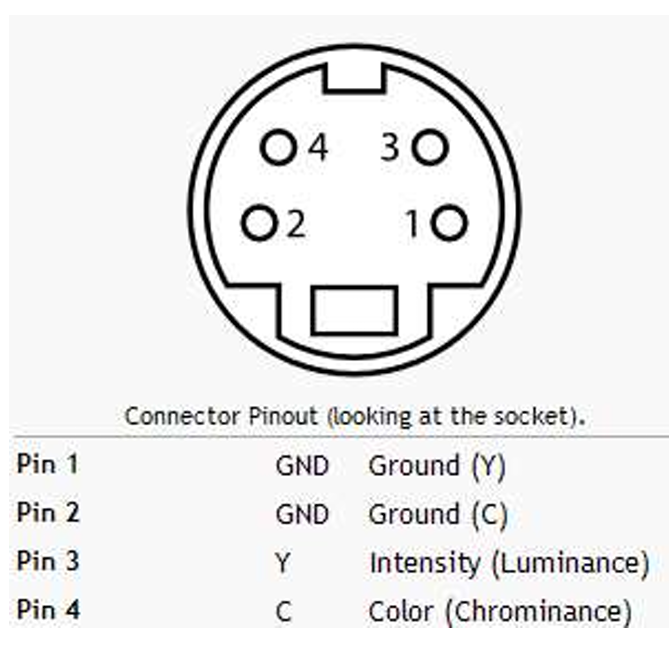 4 3
2 1
Connector Pinout (looking at the socket).
Pin 1 GND Ground (Y)
Pin 2 GND Ground (C)
Pin 3 Y Intensity (Luminance)
Pin 4 C Color (Chrominance)